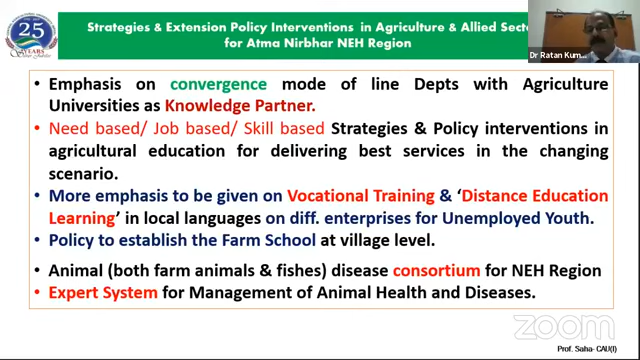 25
YEARS
Silver Jubilee
Strategies & Extension Policy Interventions in Agriculture & Allied Secto
for Atma Nirbhar NEH Region
Dr Ratan Kum...
• Emphasis on convergence mode of line Depts with Agriculture
Universities as Knowledge Partner.
• Need based/ Job based/ Skill based Strategies & Policy interventions in
agricultural education for delivering best services in the changing
scenario.
• More emphasis to be given on Vocational Training & ‘Distance Education
Learning’ in local languages on diff. enterprises for Unemployed Youth.
• Policy to establish the Farm School at village level.
• Animal (both farm animals & fishes) disease consortium for NEH Region
• Expert System for Management of Animal Health and Diseases.
zoom
Prof. Saha- CAU(I)